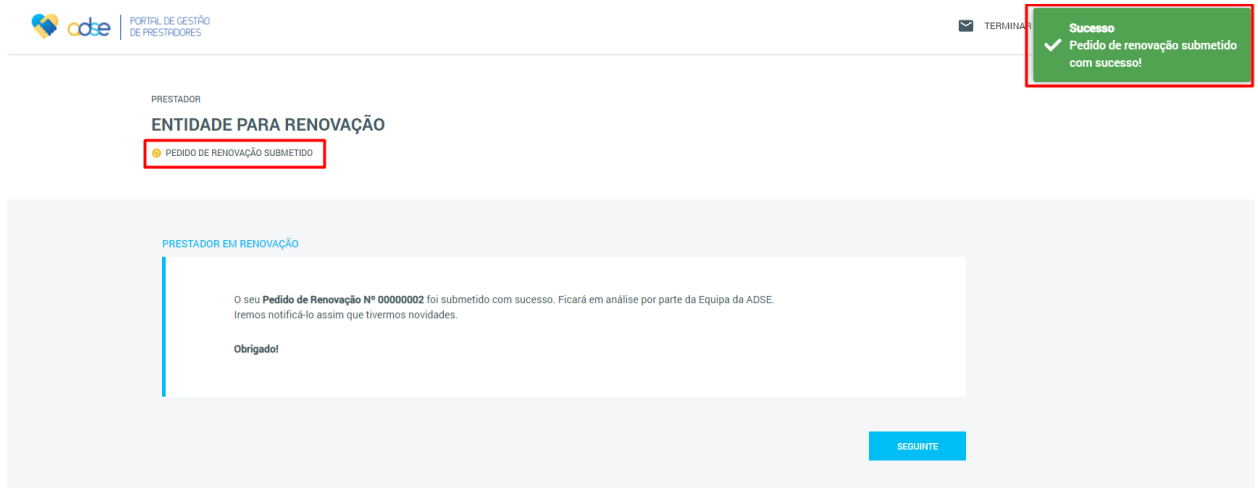 adse
PORTAL DE GESTÃO
DE PRESTADORES
TERMINAR
Sucesso
Pedido de renovação submetido
com sucesso!
PRESTADOR
ENTIDADE PARA RENOVAÇÃO
PEDIDO DE RENOVAÇÃO SUBMETIDO
PRESTADOR EM RENOVAÇÃO
O seu Pedido de Renovação Nº 00000002 foi submetido com sucesso. Ficará em análise por parte da Equipa da ADSE.
Iremos notificá-lo assim que tivermos novidades.
Obrigado!
SEGUINTE